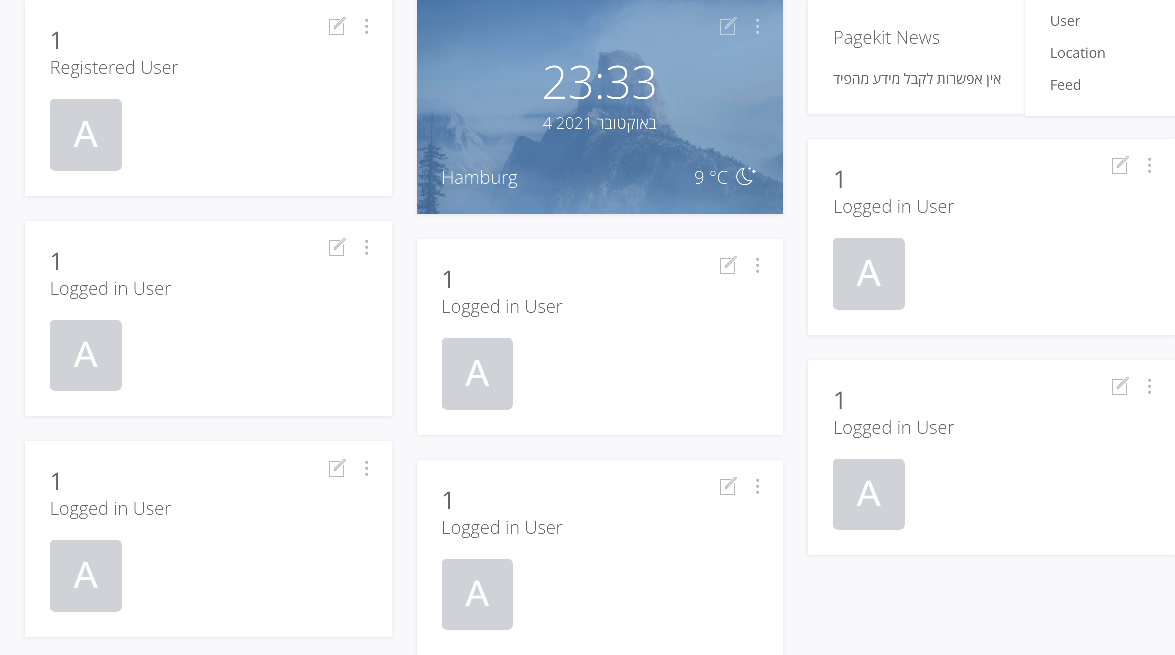 1
Registered User
A
1
Logged in User
A
1
Logged in User
A
23:33
4 באוקטובר 2021
Hamburg
9 °C
1
Logged in User
A
1
Logged in User
A
Pagekit News
אין אפשרות לקבל מידע מהפיד
User
Location
Feed
1
Logged in User
A
1
Logged in User
A